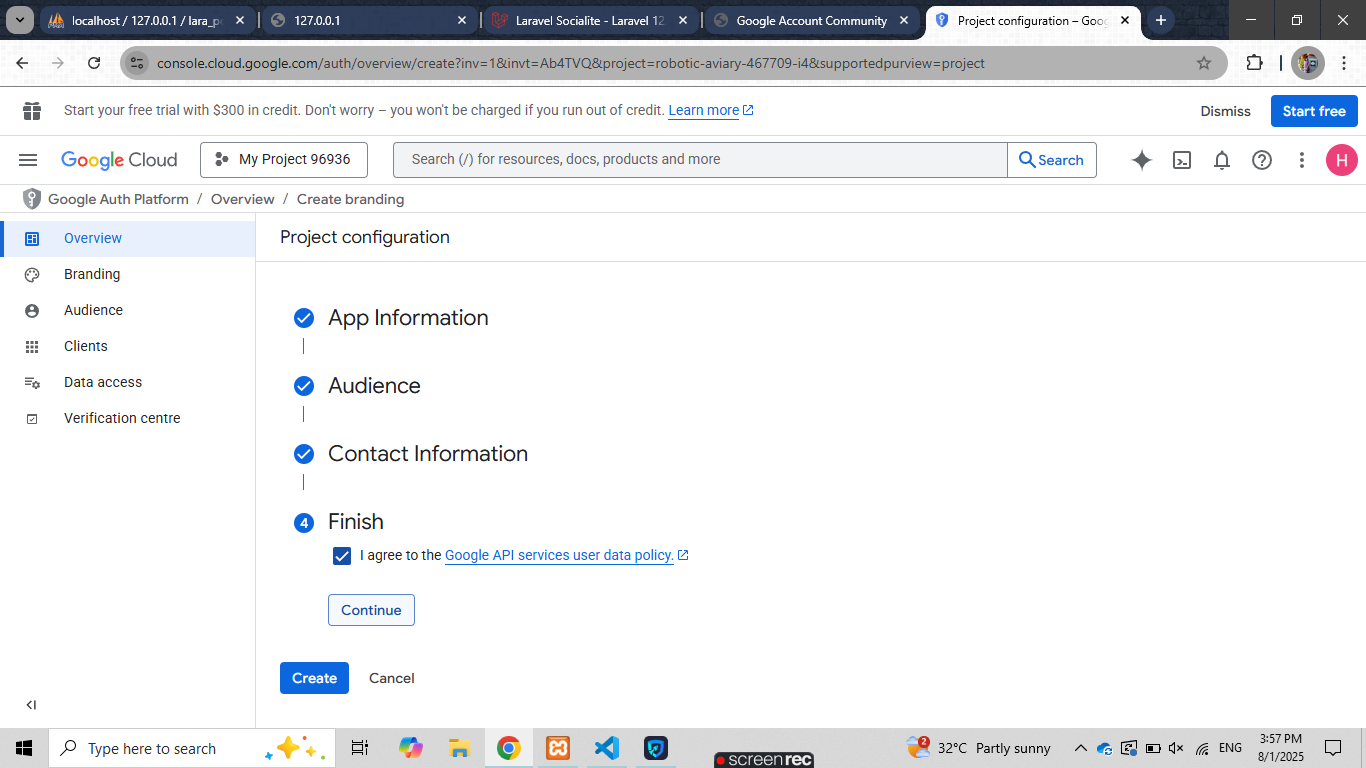 localhost / 127.0.0.1 / lara_p
127.0.0.1
Laravel Socialite - Laravel 12
Google Account Community
Project configuration – Goo
console.cloud.google.com/auth/overview/create?inv=1&invt=Ab4TVQ&project=robotic-aviary-467709-i4&supportedpurview=project
Start your free trial with $300 in credit. Don't worry – you won't be charged if you run out of credit. Learn more
Dismiss
Start free
Google Cloud
My Project 96936
Search (/) for resources, docs, products and more
Search
H
Google Auth Platform / Overview / Create branding
Overview
Branding
Audience
Clients
Data access
Verification centre
Project configuration
App Information
Audience
Contact Information
4 Finish
I agree to the Google API services user data policy.
Continue
Create
Cancel
Type here to search
2
32°C Partly sunny
ENG
3:57 PM
8/1/2025
screenrec